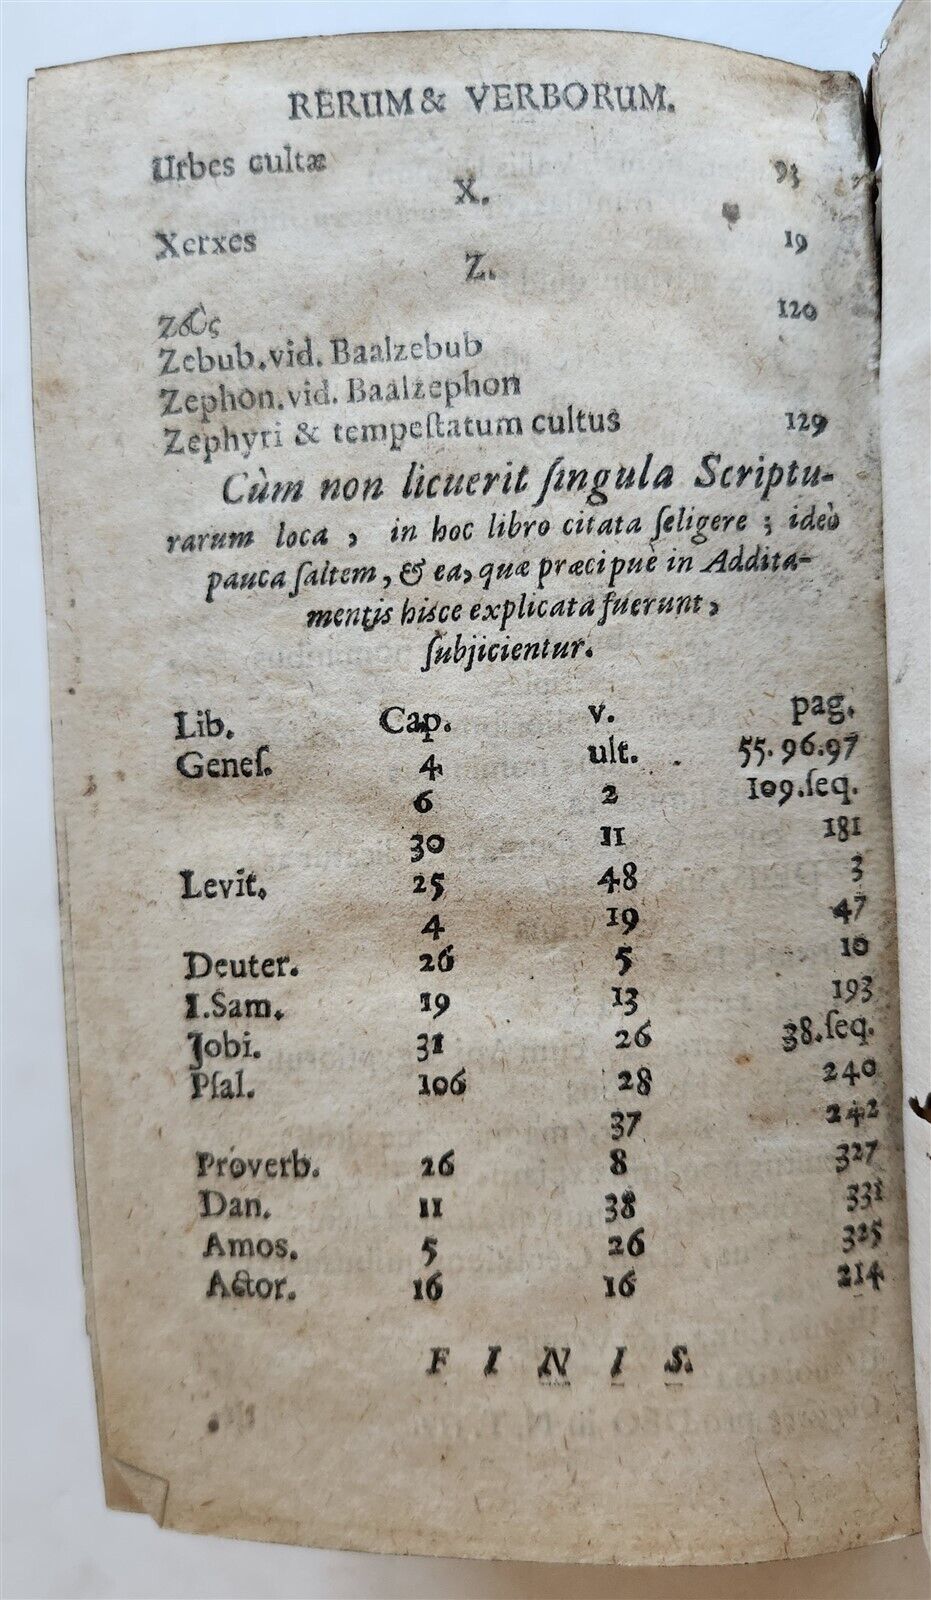 RERUM & VERBORUM.
Urbes cultæ 93
X.
Xerxes 19
Z.
Ζεὺς 120
Zebub. vid. Baalzebub
Zephon. vid. Baalzephon
Zephyri & tempeſtatum cultus 129
Cùm non licuerit ſingula Scriptu-
rarum loca, in hoc libro citata ſeligere; ideò
pauca ſaltem, & ea, quæ præcipuè in Addita-
mentis hisce explicata fuerunt,
ſubjicientur.
Lib. Cap. v. pag.
Geneſ. 4 ult. 55. 96. 97
6 2 109. ſeq.
30 11 181
Levit. 25 48 3
4 19 47
Deuter. 26 5 10
I. Sam. 19 13 193
Jobi. 31 26 38. ſeq.
Pſal. 106 28 240
37 242
Proverb. 26 8 327
Dan. 11 38 331
Amos. 5 26 325
Actor. 16 16 214
F I N I S.